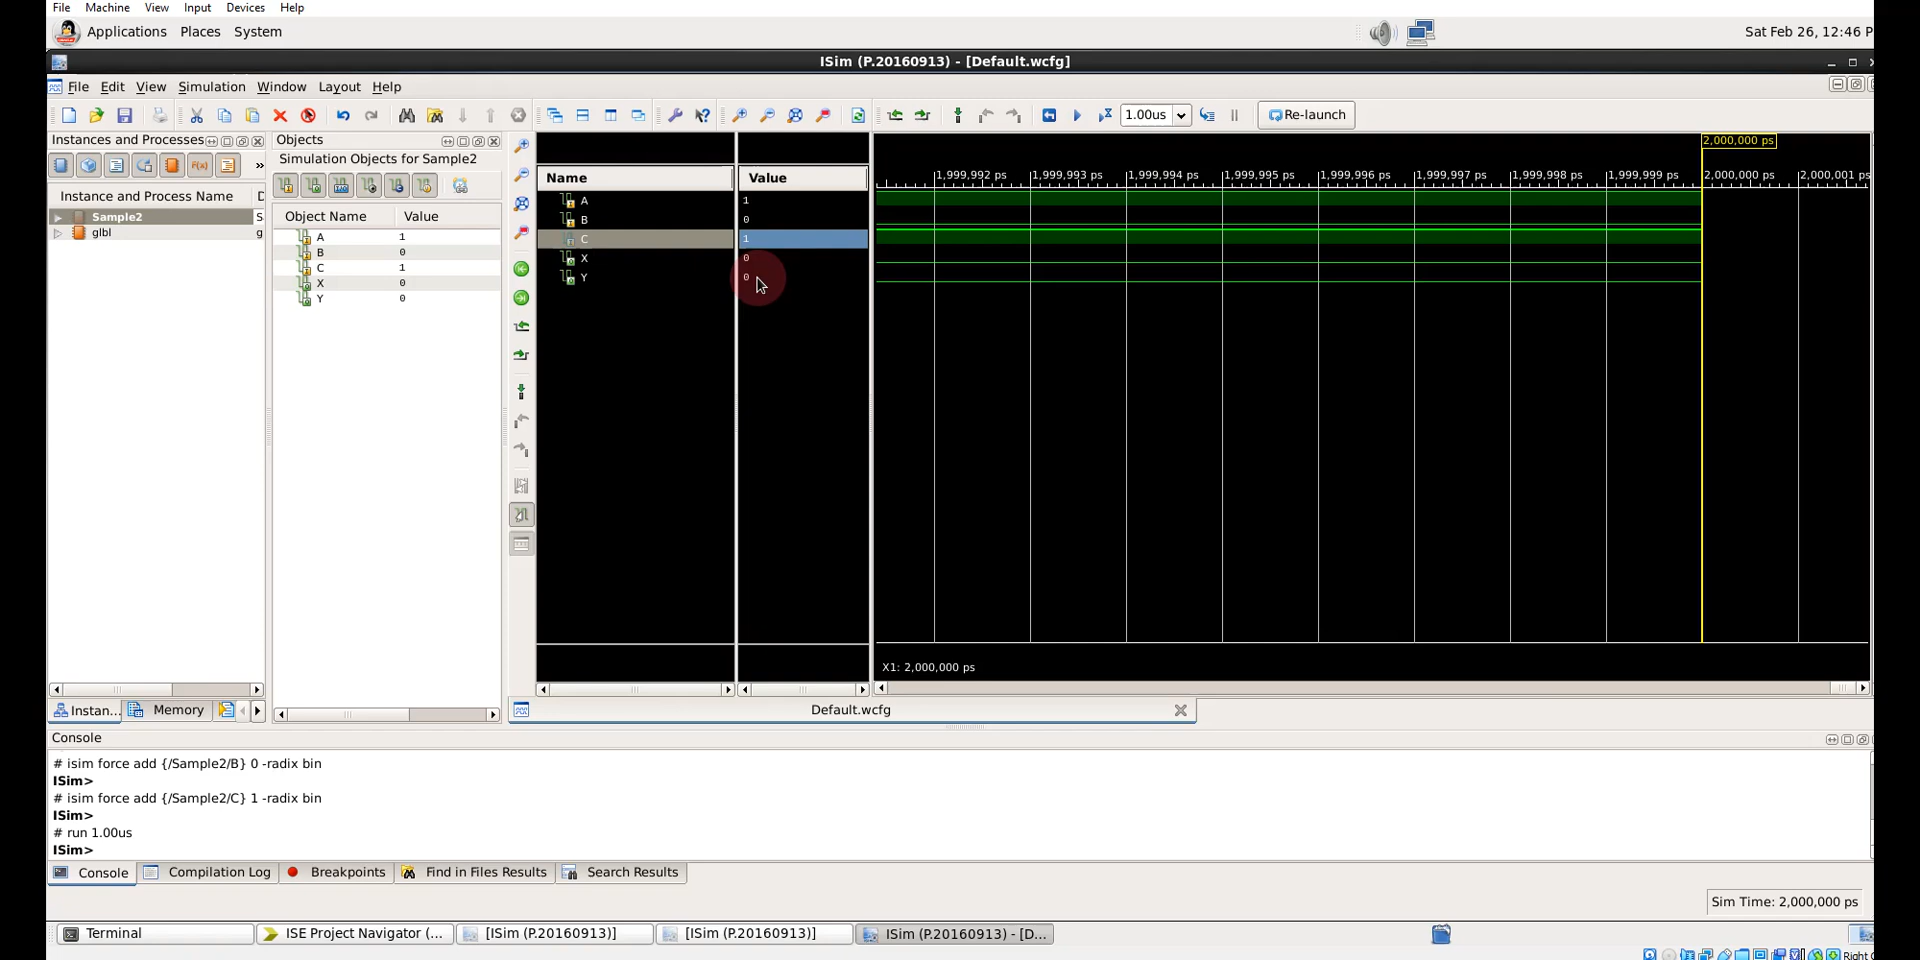 File Machine View Input Devices Help
Applications Places System
Sat Feb 26, 12:46 P
ISim (P.20160913) - [Default.wcfg]
File Edit View Simulation Window Layout Help
1.00us Re-launch
Instances and Processes
Objects
Simulation Objects for Sample2
Instance and Process Name D
Sample2 S
glbl g
Object Name Value
A 1
B 0
C 1
X 0
Y 0
Name Value
A 1
B 0
C 1
X 0
Y 0
2,000,000 ps
1,999,992 ps 1,999,993 ps 1,999,994 ps 1,999,995 ps 1,999,996 ps 1,999,997 ps 1,999,998 ps 1,999,999 ps 2,000,000 ps 2,000,001 ps
X1: 2,000,000 ps
Instan... Memory
Default.wcfg
Console
# isim force add {/Sample2/B} 0 -radix bin
ISim>
# isim force add {/Sample2/C} 1 -radix bin
ISim>
# run 1.00us
ISim>
Console Compilation Log Breakpoints Find in Files Results Search Results
Sim Time: 2,000,000 ps
Terminal ISE Project Navigator (... [ISim (P.20160913)] [ISim (P.20160913)] ISim (P.20160913) - [D...
Right C